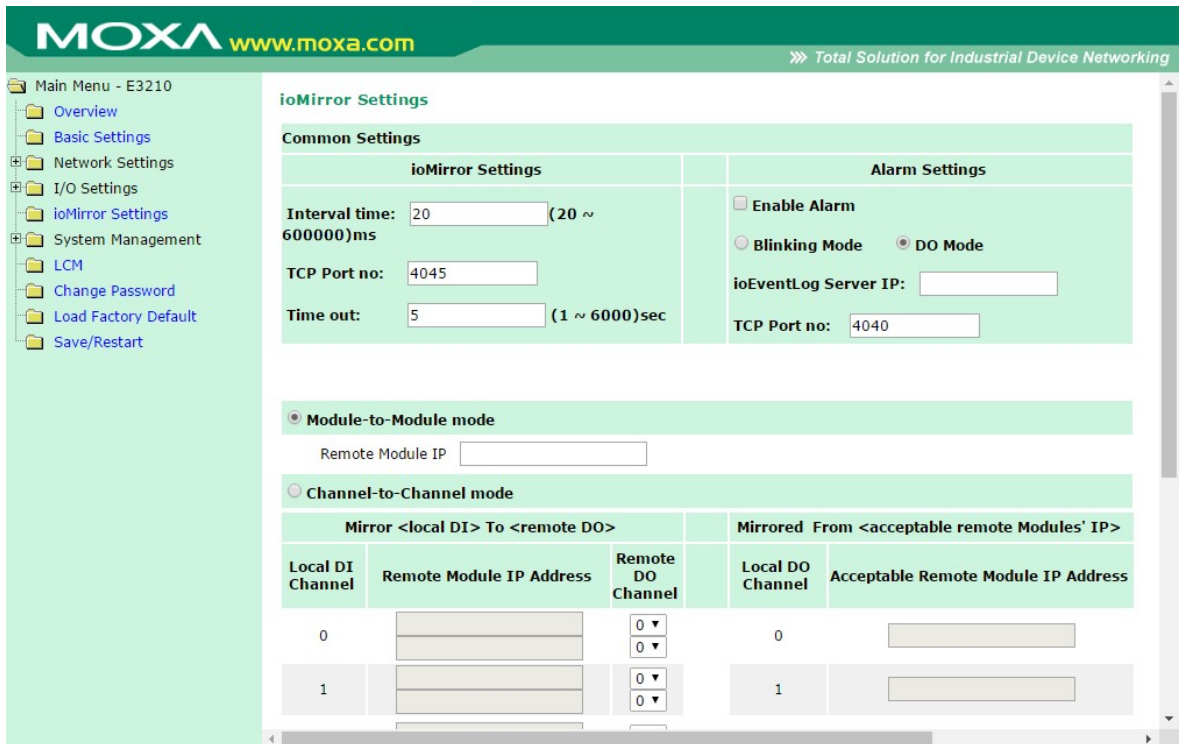 MOXA www.moxa.com
Total Solution for Industrial Device Networking
Main Menu - E3210
Overview
Basic Settings
Network Settings
I/O Settings
ioMirror Settings
System Management
LCM
Change Password
Load Factory Default
Save/Restart
ioMirror Settings
Common Settings
ioMirror Settings
Interval time: 20 (20 ~
600000)ms
TCP Port no: 4045
Time out: 5 (1 ~ 6000)sec
Alarm Settings
Enable Alarm
Blinking Mode DO Mode
ioEventLog Server IP:
TCP Port no: 4040
Module-to-Module mode
Remote Module IP
Channel-to-Channel mode
Mirror <local DI> To <remote DO>
Mirrored From <acceptable remote Modules' IP>
Local DI
Channel
Remote Module IP Address
Remote
DO
Channel
Local DO
Channel
Acceptable Remote Module IP Address
0
0
0
0
1
0
0
1